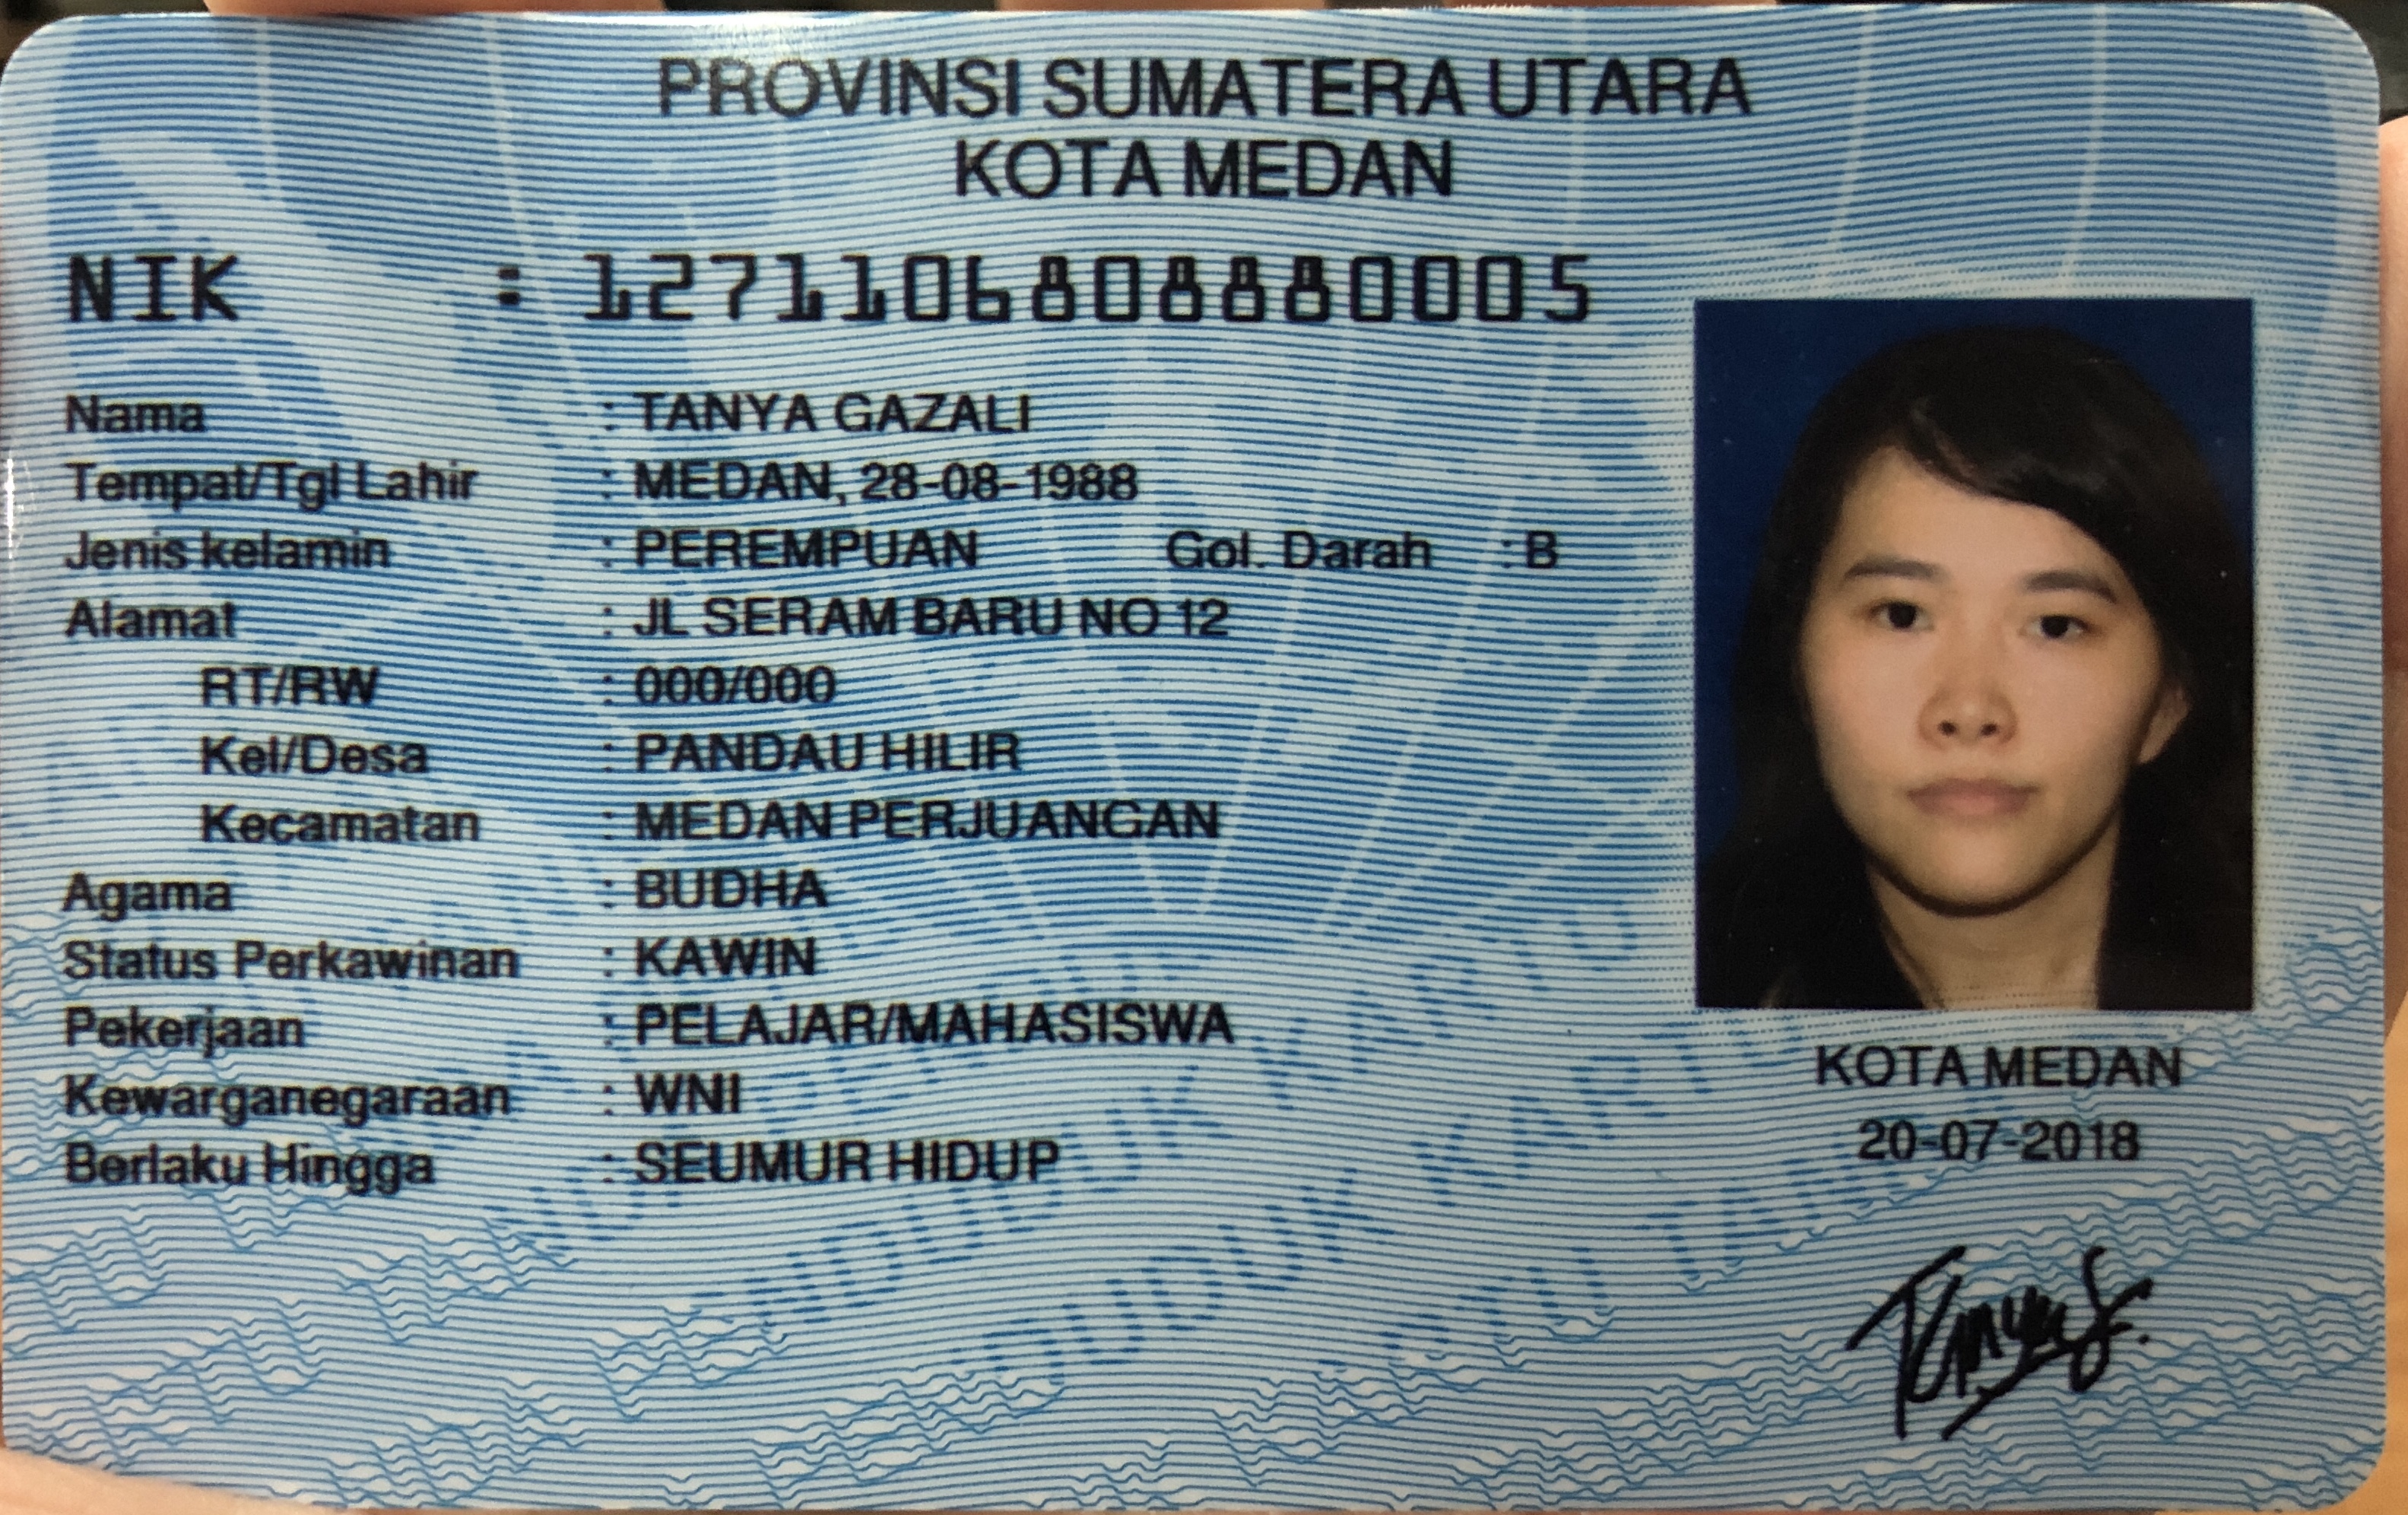 PROVINSI SUMATERA UTARA
KOTA MEDAN
NIK : 1271106808880005
Nama : TANYA GAZALI
Tempat/Tgl Lahir : MEDAN, 28-08-1988
Jenis kelamin : PEREMPUAN Gol. Darah : B
Alamat : JL SERAM BARU NO 12
RT/RW : 000/000
Kel/Desa : PANDAU HILIR
Kecamatan : MEDAN PERJUANGAN
Agama : BUDHA
Status Perkawinan : KAWIN
Pekerjaan : PELAJAR/MAHASISWA
Kewarganegaraan : WNI
Berlaku Hingga : SEUMUR HIDUP
KOTA MEDAN
20-07-2018